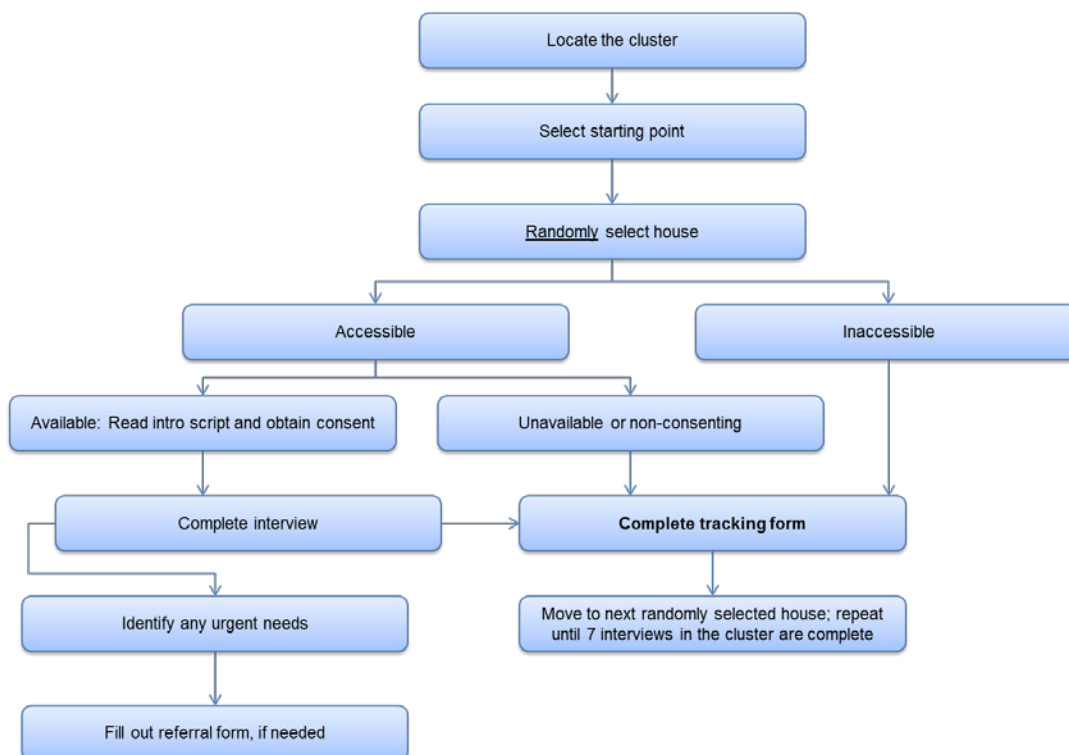 Locate the cluster
Select starting point
Randomly select house
Accessible
Inaccessible
Available: Read intro script and obtain consent
Unavailable or non-consenting
Complete interview
Complete tracking form
Identify any urgent needs
Move to next randomly selected house; repeat
until 7 interviews in the cluster are complete
Fill out referral form, if needed